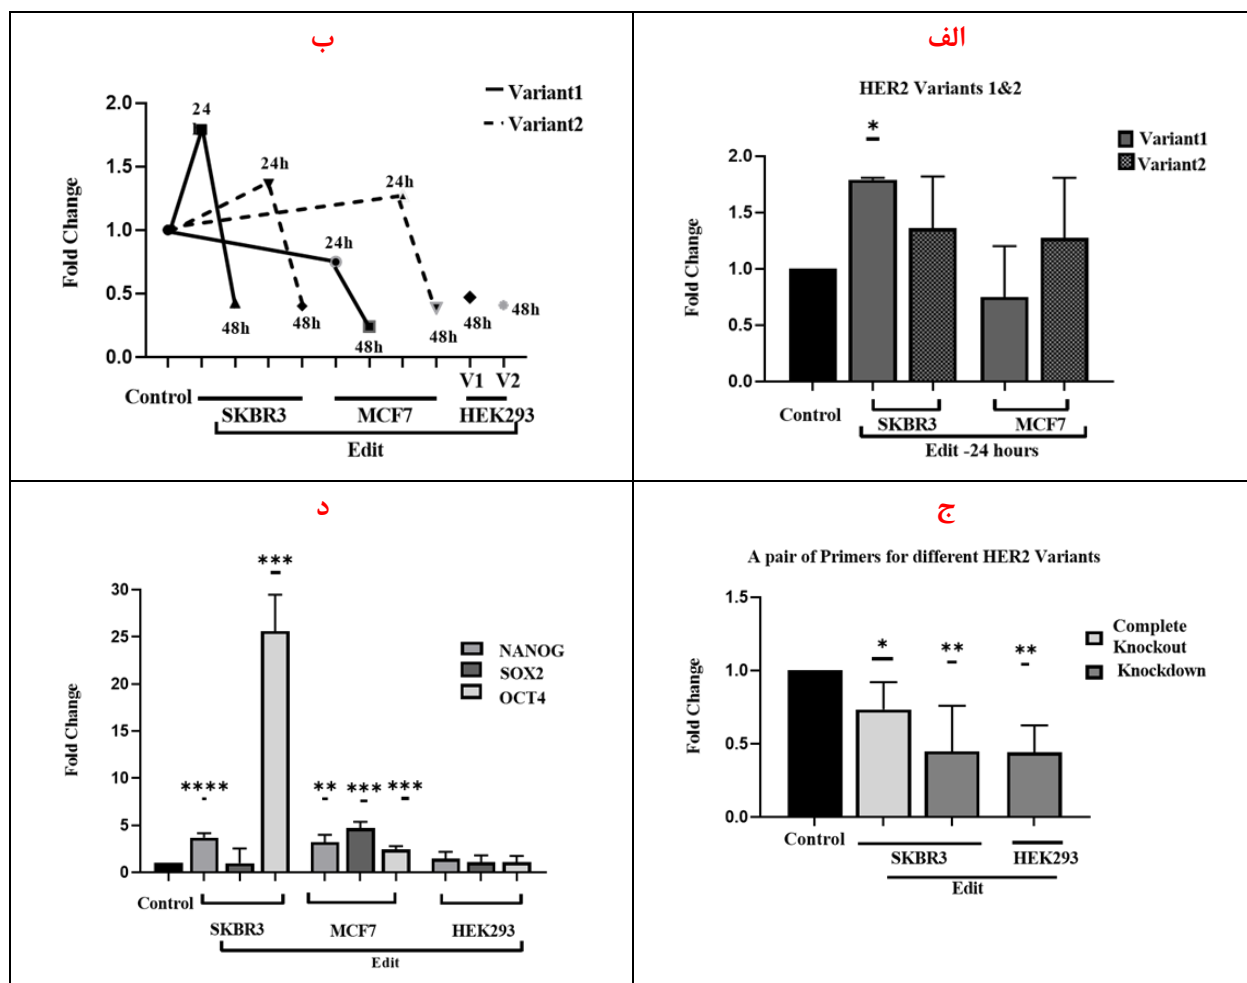 الف
HER2 Variants 1&2
*
Variant1
Variant2
Fold Change
2.0
1.5
1.0
0.5
0.0
Control
SKBR3
MCF7
Edit -24 hours
ب
Variant1
Variant2
Fold Change
2.0
1.5
1.0
0.5
0.0
24
48h
24h
48h
24h
48h
24h
48h
48h
48h
V1 V2
Control
SKBR3
MCF7
HEK293
Edit
ج
A pair of Primers for different HER2 Variants
Complete
Knockout
Knockdown
Fold Change
1.5
1.0
0.5
0.0
*
**
**
Control
SKBR3
HEK293
Edit
د
NANOG
SOX2
OCT4
Fold Change
30
25
20
15
10
5
0
****
***
**
***
***
Control
SKBR3
MCF7
HEK293
Edit